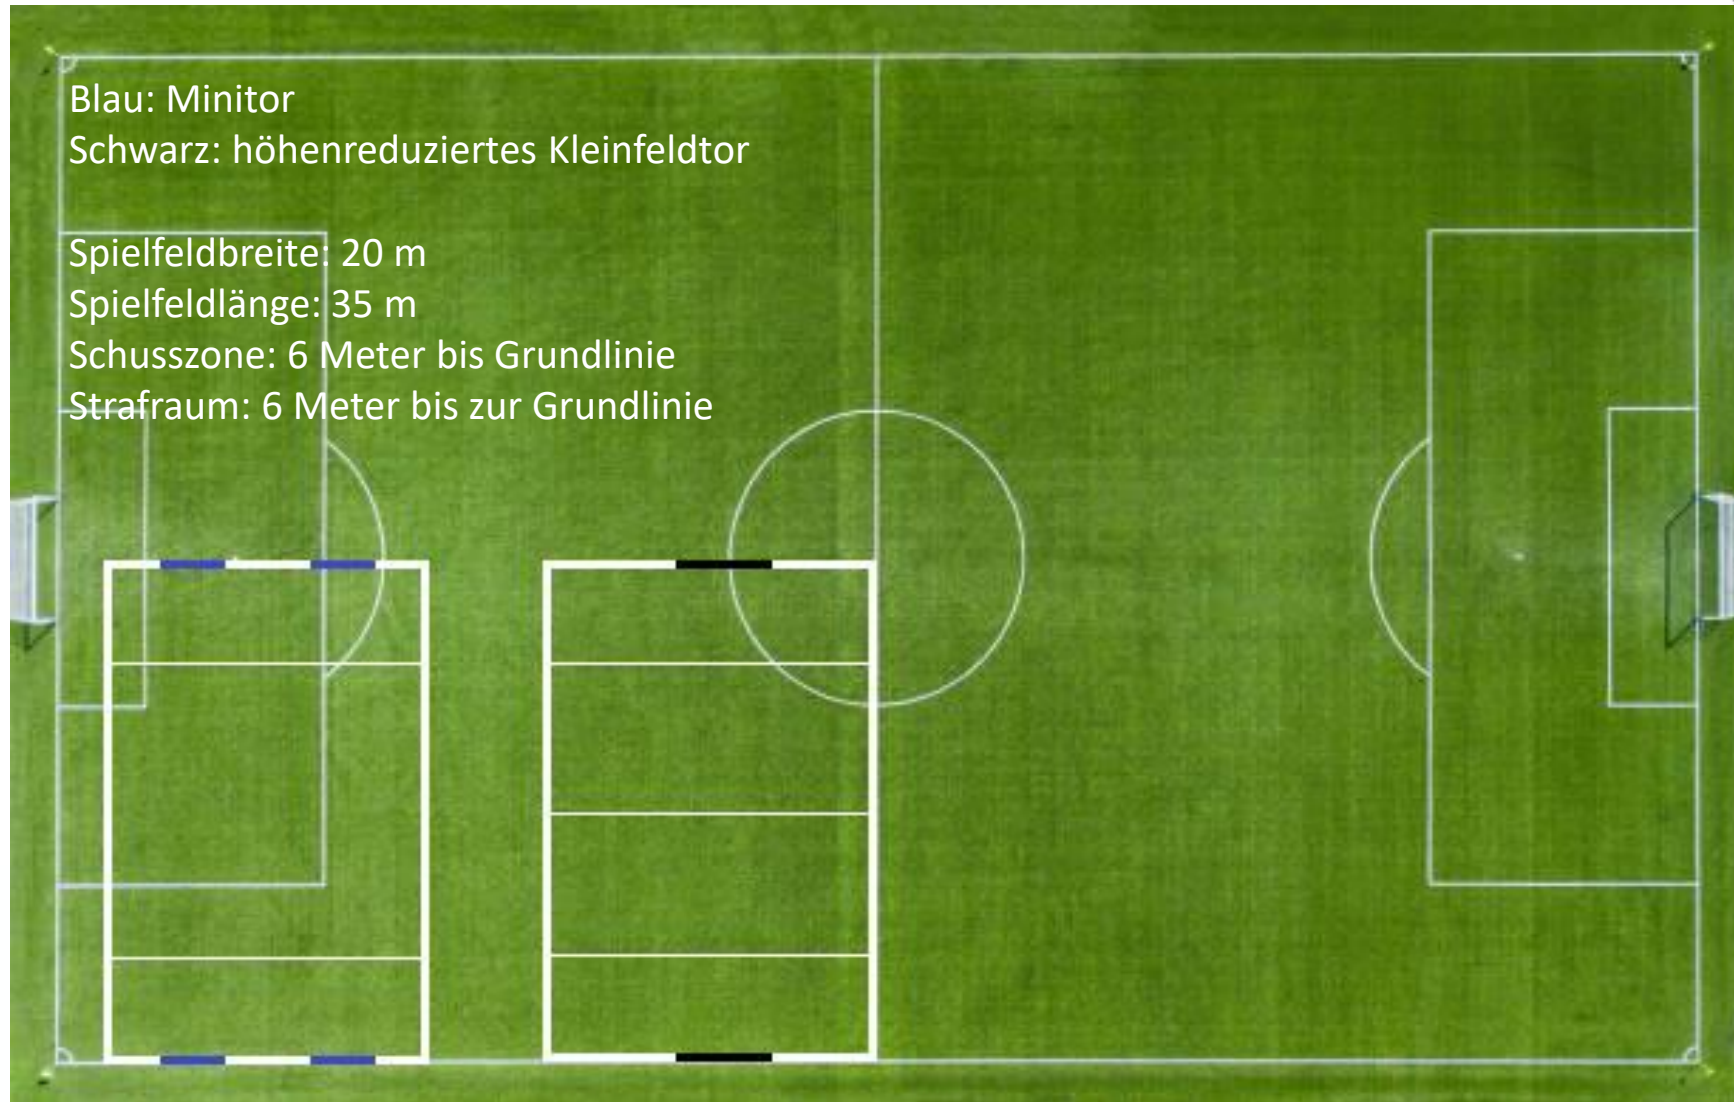 Blau: Minitor
Schwarz: höhenreduziertes Kleinfeldtor
Spielfeldbreite: 20 m
Spielfeldlänge: 35 m
Schusszone: 6 Meter bis Grundlinie
Strafraum: 6 Meter bis zur Grundlinie